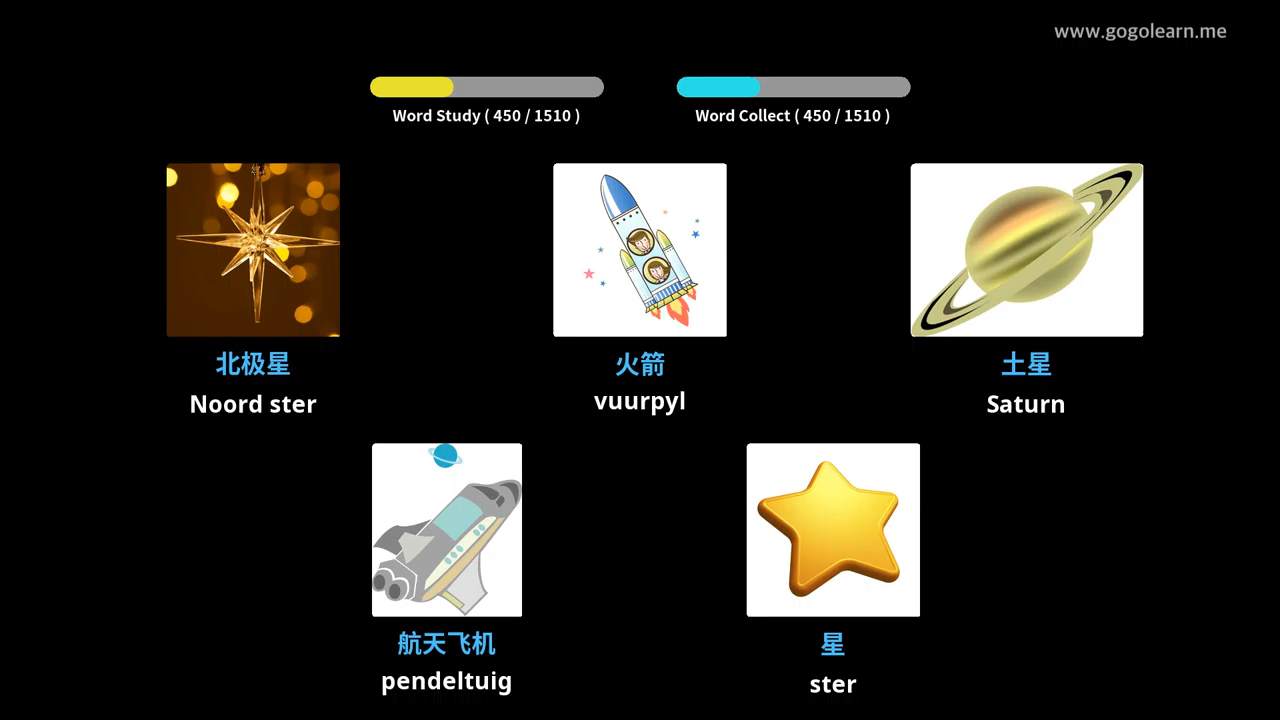 www.gogolearn.me
Word Study ( 450 / 1510 )
Word Collect ( 450 / 1510 )
北极星
Noord ster
火箭
vuurpyl
土星
Saturn
航天飞机
pendeltuig
星
ster